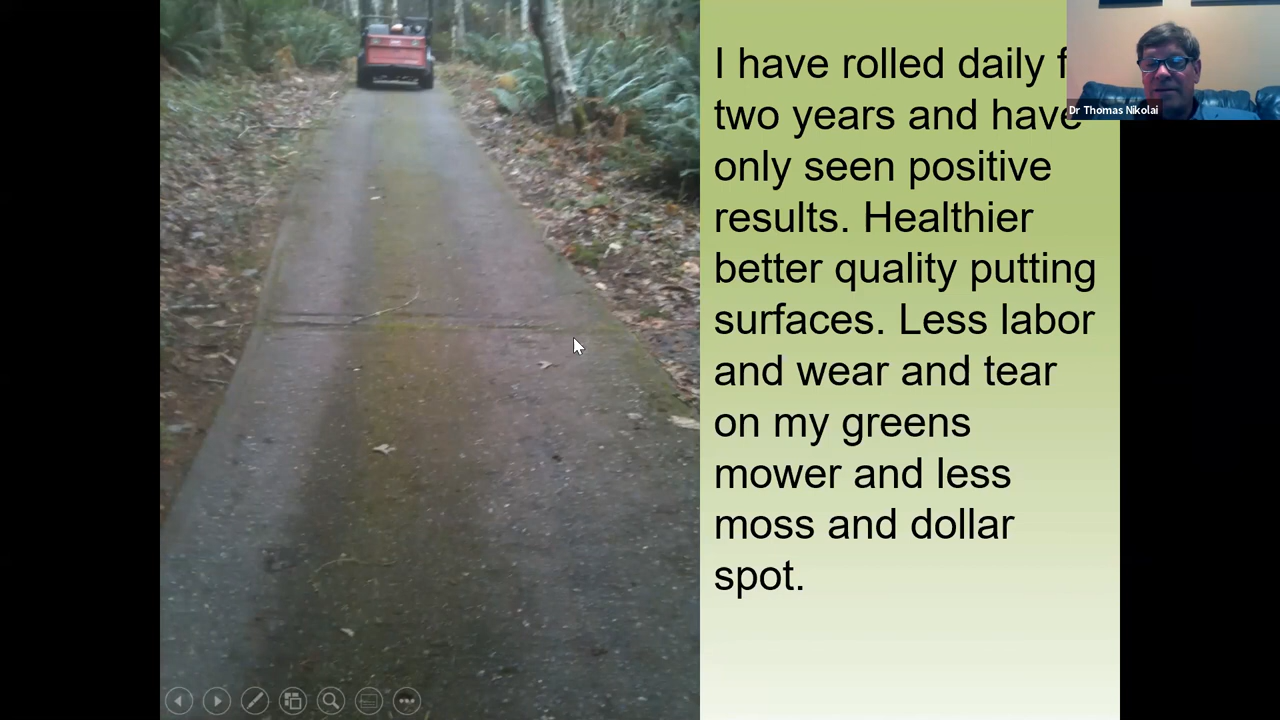 I have rolled daily f
two years and have
only seen positive
results. Healthier
better quality putting
surfaces. Less labor
and wear and tear
on my greens
mower and less
moss and dollar
spot.
Dr Thomas Nikolai